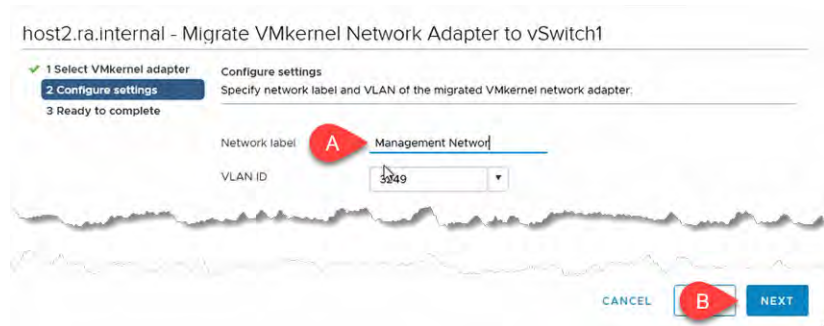 host2.ra.internal - Migrate VMkernel Network Adapter to vSwitch1
1 Select VMkernel adapter
2 Configure settings
3 Ready to complete
Configure settings
Specify network label and VLAN of the migrated VMkernel network adapter.
Network label A Management Networ
VLAN ID
CANCEL B NEXT